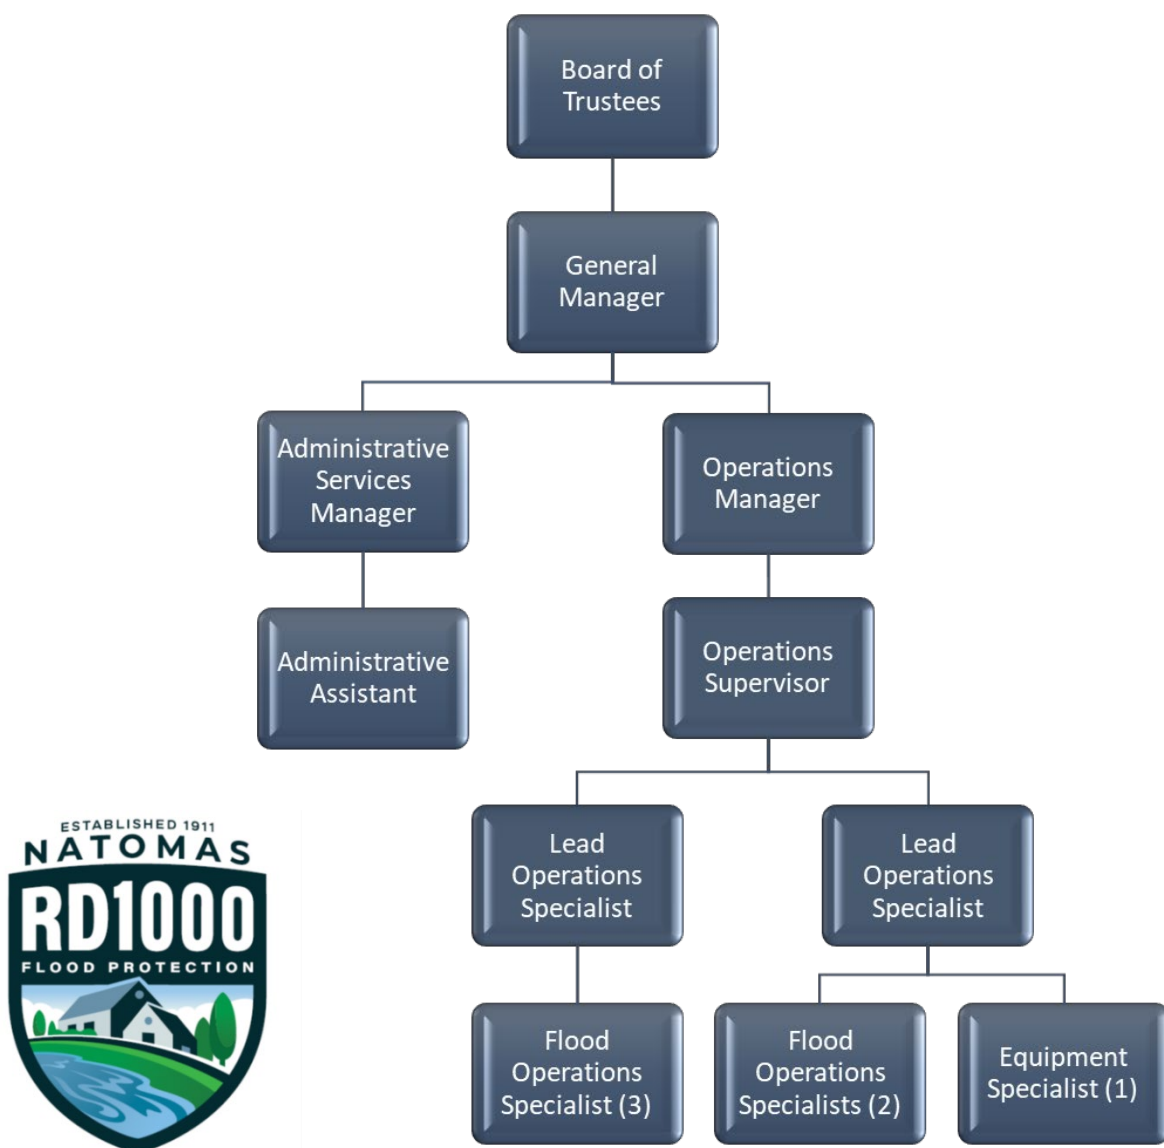 Board of
Trustees
General
Manager
Administrative
Services
Manager
Operations
Manager
Administrative
Assistant
Operations
Supervisor
Lead
Operations
Specialist
Lead
Operations
Specialist
Flood
Operations
Specialist (3)
Flood
Operations
Specialists (2)
Equipment
Specialist (1)
ESTABLISHED 1911
NATOMAS
RD1000
FLOOD PROTECTION